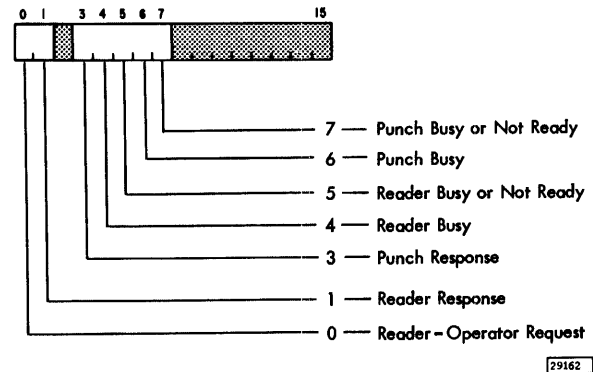 0 1 3 4 5 6 7 15
7 — Punch Busy or Not Ready
6 — Punch Busy
5 — Reader Busy or Not Ready
4 — Reader Busy
3 — Punch Response
1 — Reader Response
0 — Reader-Operator Request
29162